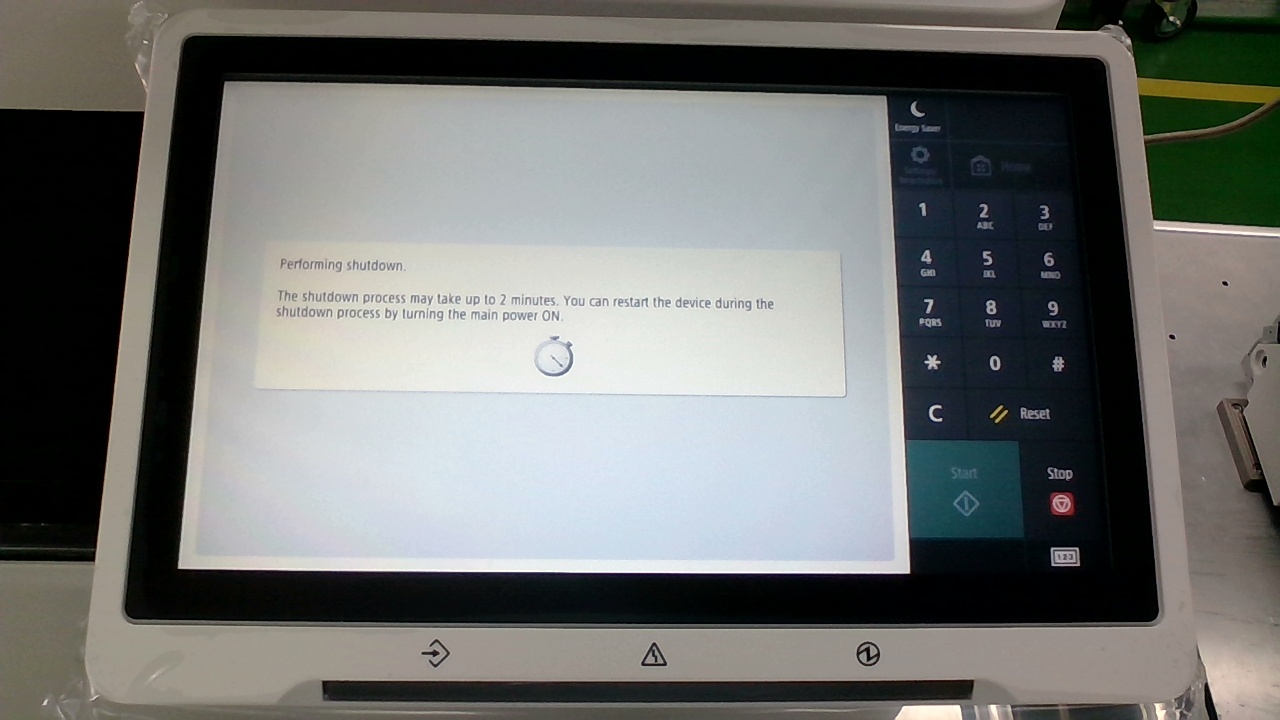 Energy Saver
Home
Performing shutdown.
The shutdown process may take up to 2 minutes. You can restart the device during the
shutdown process by turning the main power ON.
1
2
ABC
3
DEF
4
GHI
5
JKL
6
MNO
7
PQRS
8
TUV
9
WXYZ
*
0
#
C
Reset
Start
Stop
123